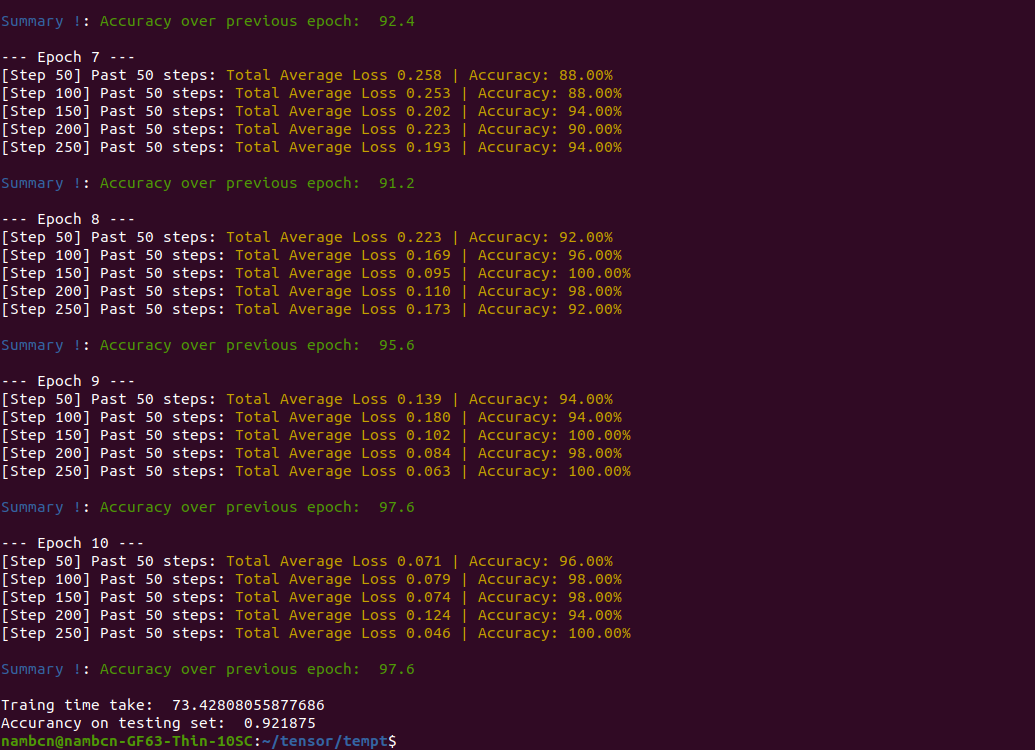 Summary !: Accuracy over previous epoch:  92.4
--- Epoch 7 ---
[Step 50] Past 50 steps: Total Average Loss 0.258 | Accuracy: 88.00%
[Step 100] Past 50 steps: Total Average Loss 0.253 | Accuracy: 88.00%
[Step 150] Past 50 steps: Total Average Loss 0.202 | Accuracy: 94.00%
[Step 200] Past 50 steps: Total Average Loss 0.223 | Accuracy: 90.00%
[Step 250] Past 50 steps: Total Average Loss 0.193 | Accuracy: 94.00%
Summary !: Accuracy over previous epoch:  91.2
--- Epoch 8 ---
[Step 50] Past 50 steps: Total Average Loss 0.223 | Accuracy: 92.00%
[Step 100] Past 50 steps: Total Average Loss 0.169 | Accuracy: 96.00%
[Step 150] Past 50 steps: Total Average Loss 0.095 | Accuracy: 100.00%
[Step 200] Past 50 steps: Total Average Loss 0.110 | Accuracy: 98.00%
[Step 250] Past 50 steps: Total Average Loss 0.173 | Accuracy: 92.00%
Summary !: Accuracy over previous epoch:  95.6
--- Epoch 9 ---
[Step 50] Past 50 steps: Total Average Loss 0.139 | Accuracy: 94.00%
[Step 100] Past 50 steps: Total Average Loss 0.180 | Accuracy: 94.00%
[Step 150] Past 50 steps: Total Average Loss 0.102 | Accuracy: 100.00%
[Step 200] Past 50 steps: Total Average Loss 0.084 | Accuracy: 98.00%
[Step 250] Past 50 steps: Total Average Loss 0.063 | Accuracy: 100.00%
Summary !: Accuracy over previous epoch:  97.6
--- Epoch 10 ---
[Step 50] Past 50 steps: Total Average Loss 0.071 | Accuracy: 96.00%
[Step 100] Past 50 steps: Total Average Loss 0.079 | Accuracy: 98.00%
[Step 150] Past 50 steps: Total Average Loss 0.074 | Accuracy: 98.00%
[Step 200] Past 50 steps: Total Average Loss 0.124 | Accuracy: 94.00%
[Step 250] Past 50 steps: Total Average Loss 0.046 | Accuracy: 100.00%
Summary !: Accuracy over previous epoch:  97.6
Traing time take:  73.42808055877686
Accurancy on testing set:  0.921875
nambcn@nambcn-GF63-Thin-10SC:~/tensor/tempt$